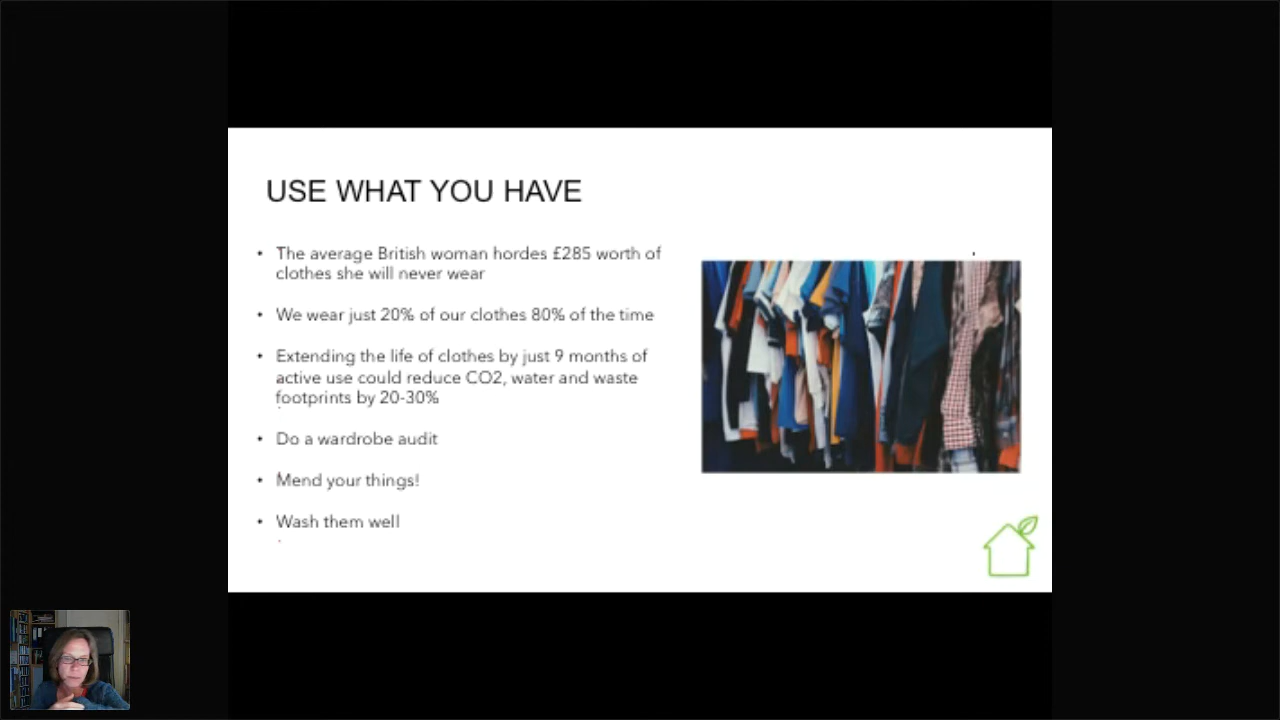 USE WHAT YOU HAVE
• The average British woman hordes £285 worth of
clothes she will never wear
• We wear just 20% of our clothes 80% of the time
• Extending the life of clothes by just 9 months of
active use could reduce CO2, water and waste
footprints by 20-30%
• Do a wardrobe audit
• Mend your things!
• Wash them well